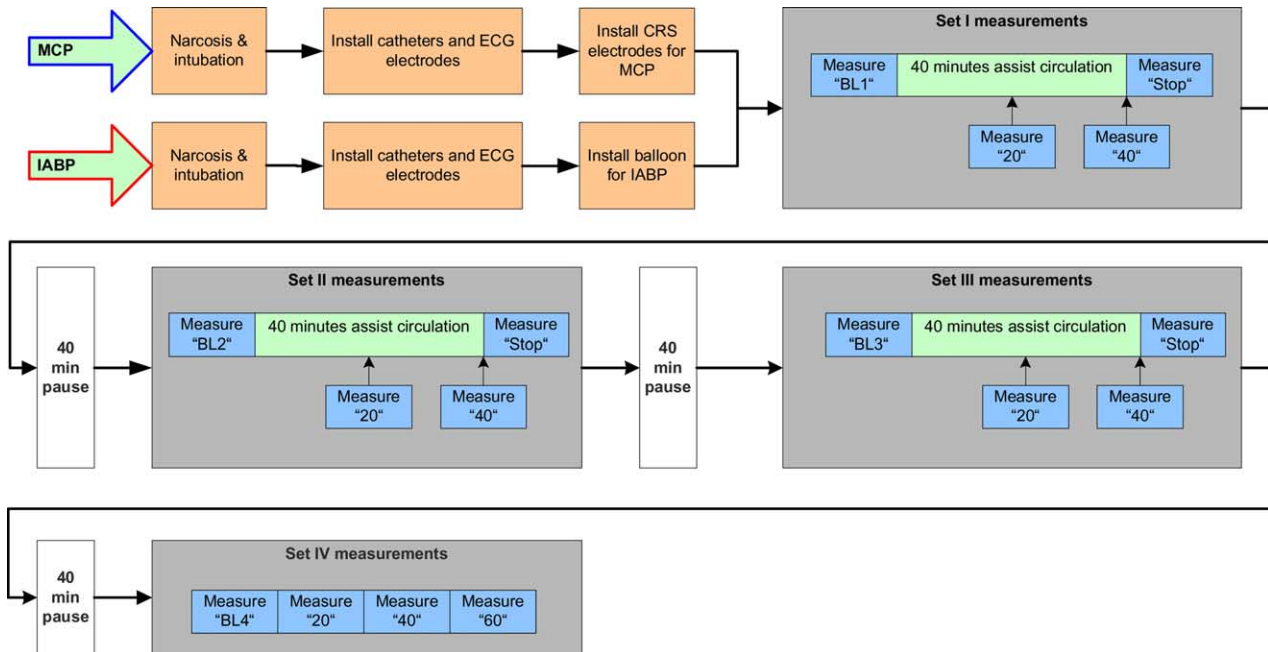 MCP
Narcosis &
intubation
Install catheters and ECG
electrodes
Install CRS
electrodes for
MCP
IABP
Narcosis &
intubation
Install catheters and ECG
electrodes
Install balloon
for IABP
Set I measurements
Measure
“BL1“
40 minutes assist circulation
Measure
“Stop“
Measure
“20“
Measure
“40“
40
min
pause
Set II measurements
Measure
“BL2“
40 minutes assist circulation
Measure
“Stop“
Measure
“20“
Measure
“40“
40
min
pause
Set III measurements
Measure
“BL3“
40 minutes assist circulation
Measure
“Stop“
Measure
“20“
Measure
“40“
40
min
pause
Set IV measurements
Measure
“BL4“
Measure
“20“
Measure
“40“
Measure
“60“